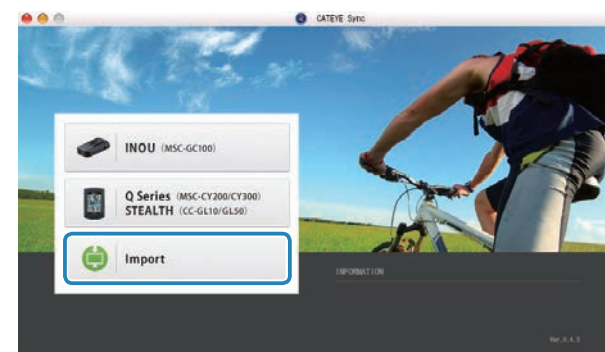 CATEYE Sync
INOU (MSC-GC100)
Q Series (MSC-CY200/CY300)
STEALTH (CC-GL10/GL50)
Import
INFORMATION